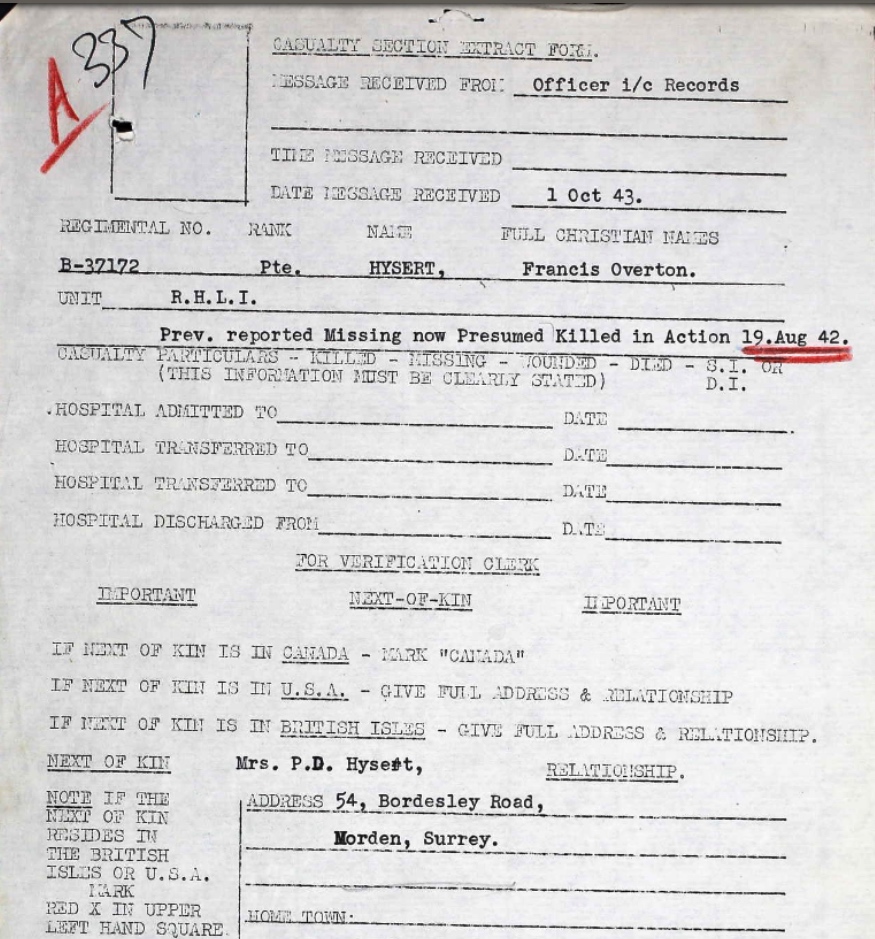 A 337
CASUALTY SECTION EXTRACT FORM.
MESSAGE RECEIVED FROM Officer i/c Records
TIME MESSAGE RECEIVED
DATE MESSAGE RECEIVED 1 Oct 43.
REGIMENTAL NO. RANK NAME FULL CHRISTIAN NAMES
B-37172 Pte. HYSERT, Francis Overton.
UNIT R.H.L.I.
Prev. reported Missing now Presumed Killed in Action 19.Aug 42.
CASUALTY PARTICULARS - KILLED - MISSING - WOUNDED - DIED - S.I. OR
(THIS INFORMATION MUST BE CLEARLY STATED) D.I.
HOSPITAL ADMITTED TO DATE
HOSPITAL TRANSFERRED TO DATE
HOSPITAL TRANSFERRED TO DATE
HOSPITAL DISCHARGED FROM DATE
FOR VERIFICATION CLERK
IMPORTANT NEXT-OF-KIN IMPORTANT
IF NEXT OF KIN IS IN CANADA - MARK "CANADA"
IF NEXT OF KIN IS IN U.S.A. - GIVE FULL ADDRESS & RELATIONSHIP
IF NEXT OF KIN IS IN BRITISH ISLES - GIVE FULL ADDRESS & RELATIONSHIP.
NEXT OF KIN Mrs. P.D. Hysert, RELATIONSHIP.
NOTE IF THE ADDRESS 54, Bordesley Road,
NEXT OF KIN
RESIDES IN Morden, Surrey.
THE BRITISH
ISLES OR U.S.A.
MARK
RED X IN UPPER HOME TOWN:
LEFT HAND SQUARE.